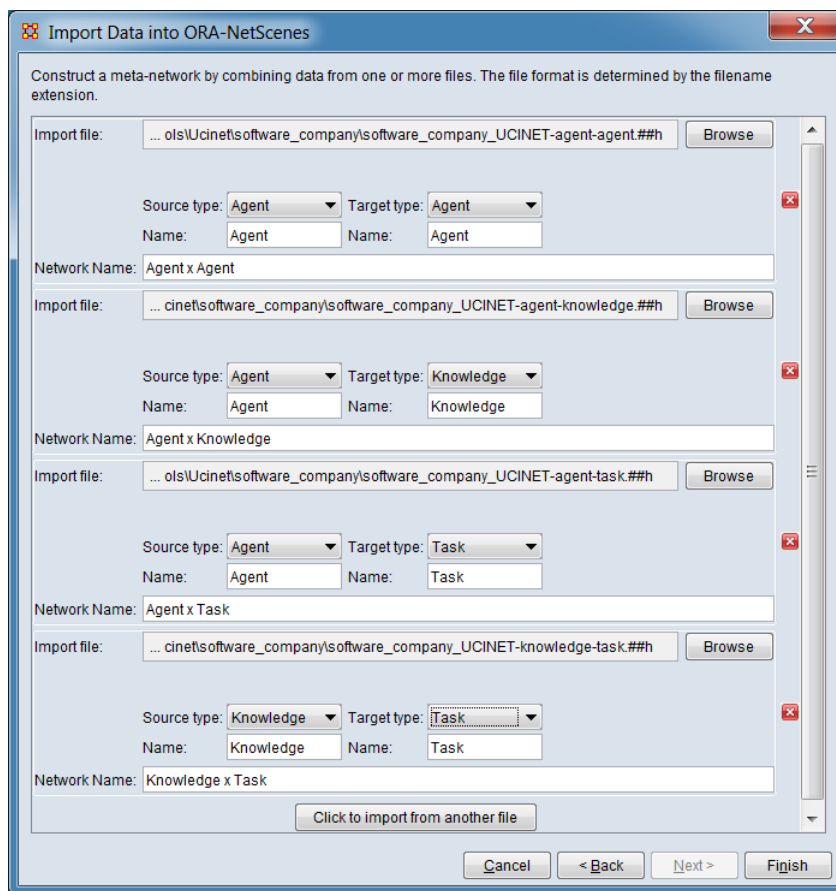 Import Data into ORA-NetScenes
Construct a meta-network by combining data from one or more files. The file format is determined by the filename
extension.
Import file: ... ols\Ucinet\software_company\software_company_UCINET-agent-agent.##h Browse
Source type: Agent Target type: Agent
Name: Agent Name: Agent
Network Name: Agent x Agent
Import file: ... cinet\software_company\software_company_UCINET-agent-knowledge.##h Browse
Source type: Agent Target type: Knowledge
Name: Agent Name: Knowledge
Network Name: Agent x Knowledge
Import file: ... ols\Ucinet\software_company\software_company_UCINET-agent-task.##h Browse
Source type: Agent Target type: Task
Name: Agent Name: Task
Network Name: Agent x Task
Import file: ... cinet\software_company\software_company_UCINET-knowledge-task.##h Browse
Source type: Knowledge Target type: Task
Name: Knowledge Name: Task
Network Name: Knowledge x Task
Click to import from another file
Cancel < Back Next > Finish